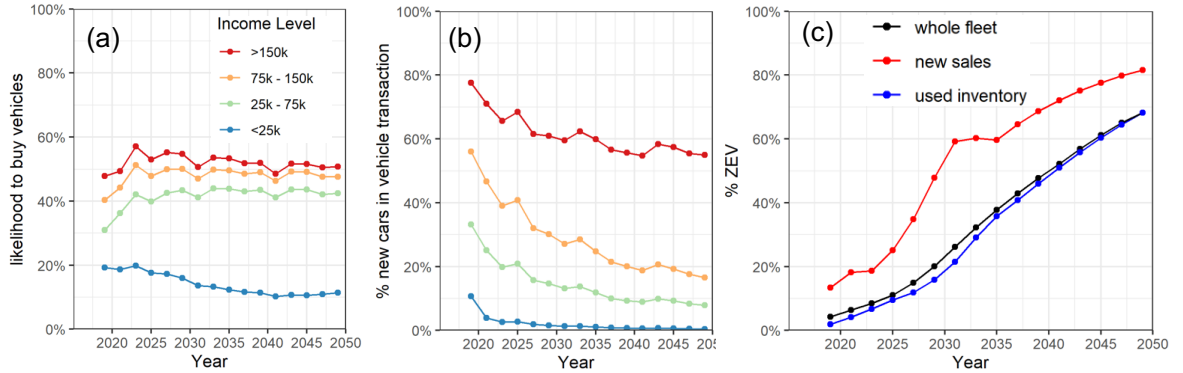 (a)
Income Level
>150k
75k - 150k
25k - 75k
<25k
likelihood to buy vehicles
100%
80%
60%
40%
20%
0%
2020 2025 2030 2035 2040 2045 2050
Year
(b)
% new cars in vehicle transaction
100%
80%
60%
40%
20%
0%
2020 2025 2030 2035 2040 2045
Year
(c)
whole fleet
new sales
used inventory
% ZEV
100%
80%
60%
40%
20%
0%
2020 2025 2030 2035 2040 2045 2050
Year